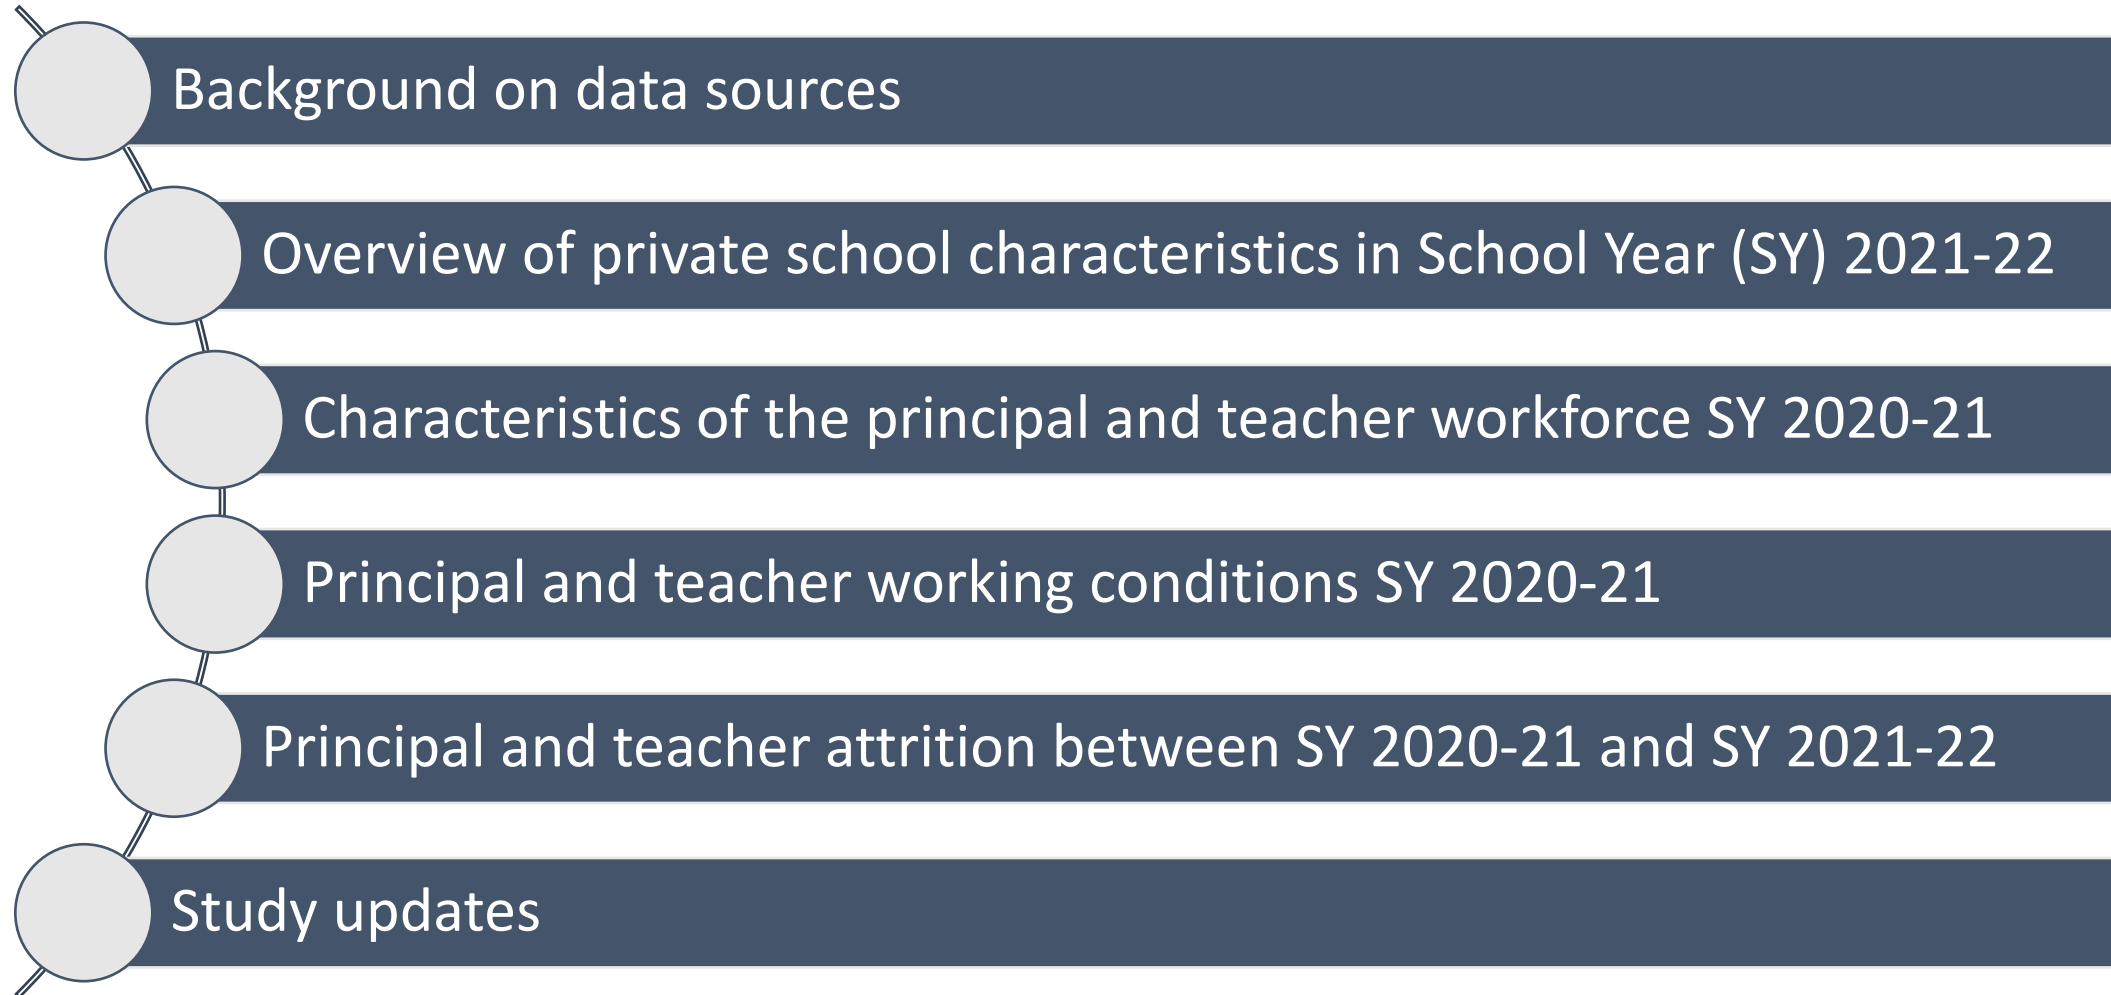 Background on data sources
Overview of private school characteristics in School Year (SY) 2021-22
Characteristics of the principal and teacher workforce SY 2020-21
Principal and teacher working conditions SY 2020-21
Principal and teacher attrition between SY 2020-21 and SY 2021-22
Study updates